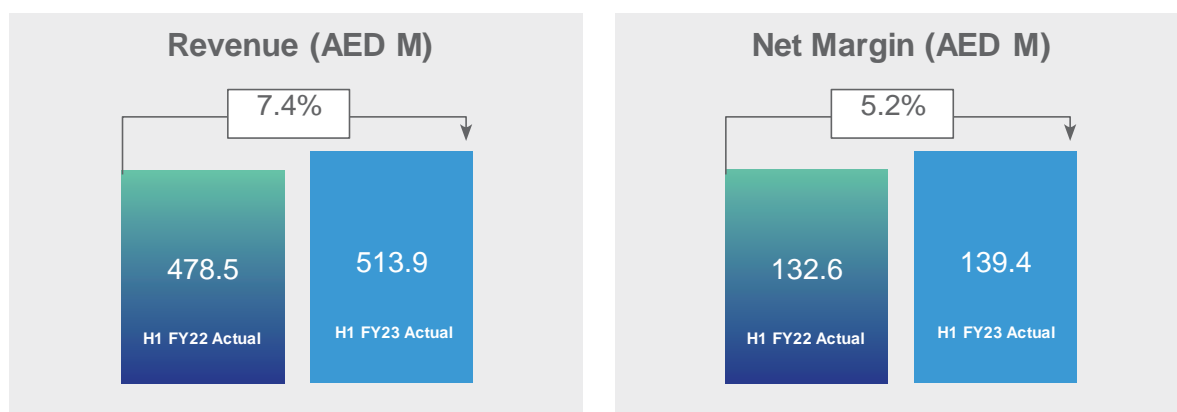 Revenue (AED M)
7.4%
478.5
513.9
H1 FY22 Actual
H1 FY23 Actual
Net Margin (AED M)
5.2%
132.6
139.4
H1 FY22 Actual
H1 FY23 Actual